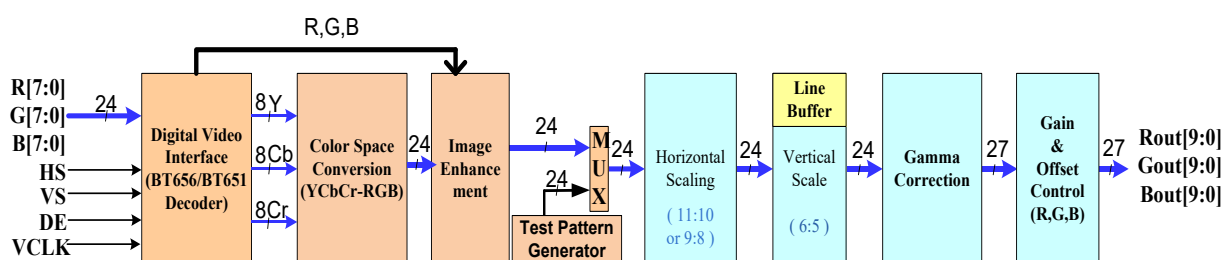 R,G,B
R[7:0]
G[7:0]
B[7:0]
24
HS
VS
DE
VCLK
Digital Video
Interface
(BT656/BT651
Decoder)
8Y
8Cb
8Cr
Color Space
Conversion
(YCbCr-RGB)
24
Image
Enhance
ment
24
24
Test Pattern
Generator
M
U
X
24
Horizontal
Scaling
( 11:10
or 9:8 )
24
Line
Buffer
Vertical
Scale
( 6:5 )
24
Gamma
Correction
27
Gain
&
Offset
Control
(R,G,B)
27
Rout[9:0]
Gout[9:0]
Bout[9:0]